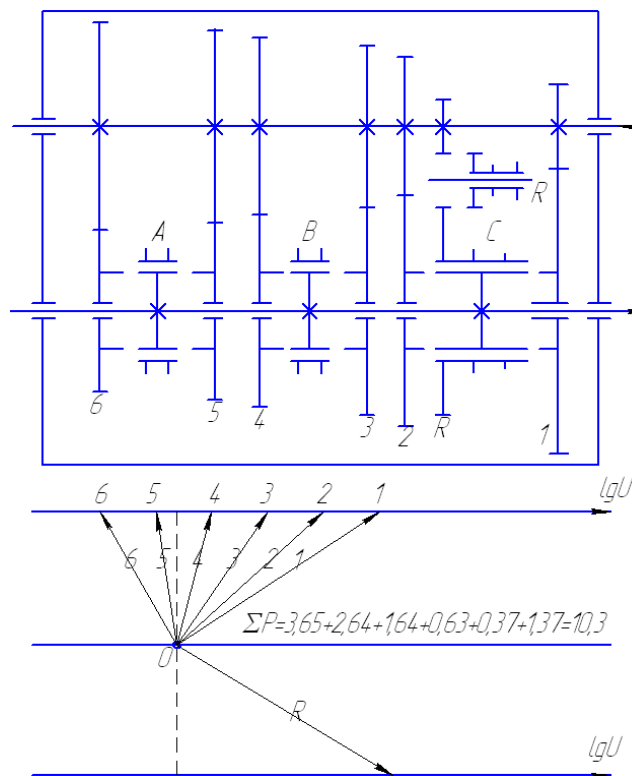 A B C R
6 5 4 3 2 R 1
6 5 4 3 2 1 lgU
6 5 4 3 2 1
ΣP=3,65+2,64+1,64+0,63+0,37+1,37=10,3
O
R
lgU